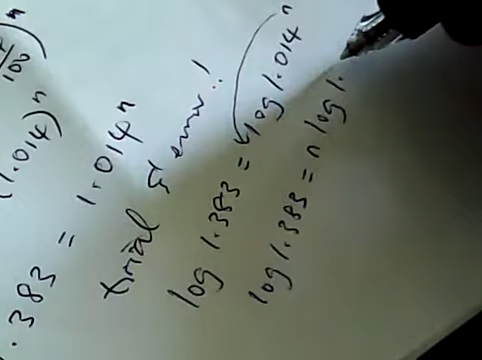 100)ⁿ
1.014)ⁿ
.383 = 1.014ⁿ
trial & error!
log 1.383 = log 1.014ⁿ
log 1.383 = n log 1.